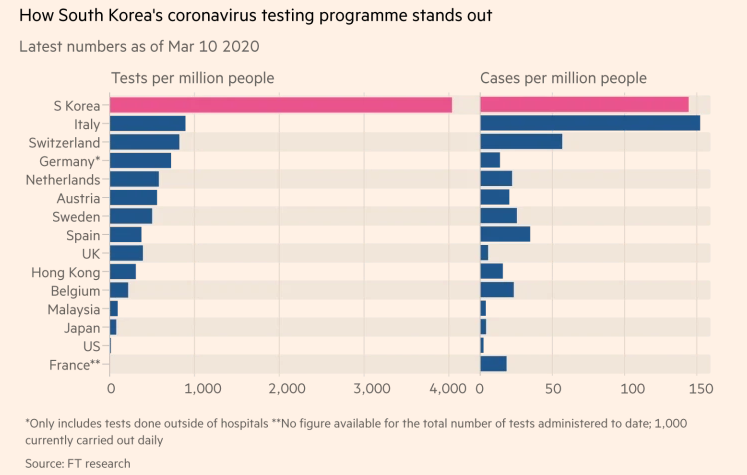 How South Korea's coronavirus testing programme stands out
Latest numbers as of Mar 10 2020
Tests per million people
Cases per million people
S Korea
Italy
Switzerland
Germany*
Netherlands
Austria
Sweden
Spain
UK
Hong Kong
Belgium
Malaysia
Japan
US
France**
0 1,000 2,000 3,000 4,000 0 50 100 150
*Only includes tests done outside of hospitals **No figure available for the total number of tests administered to date; 1,000
currently carried out daily
Source: FT research